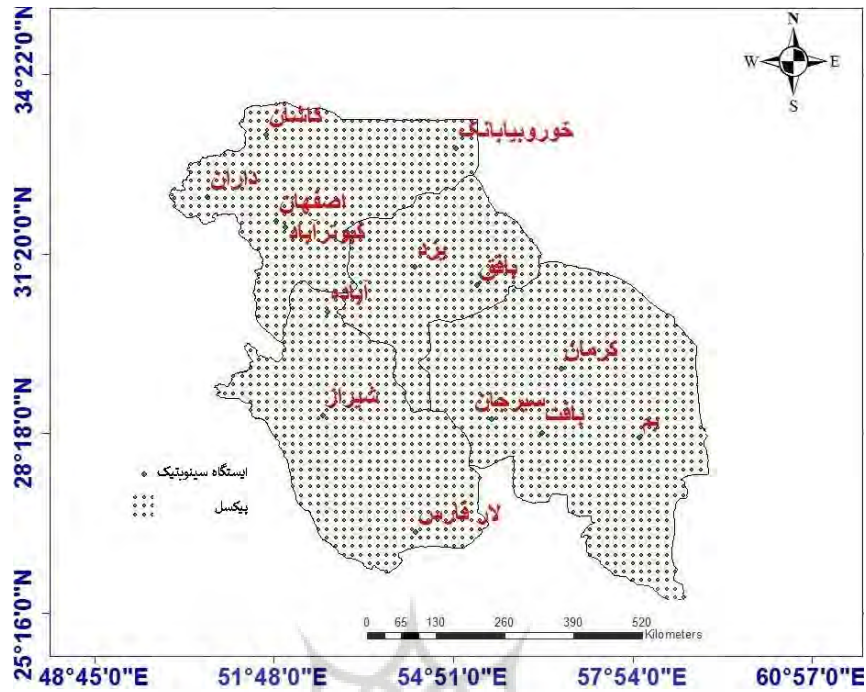 N
W E
S
34°22'0"N
31°20'0"N
28°18'0"N
25°16'0"N
کاشان
خوروبیابانک
داران
اصفهان
کبوترآباد
یزد
بافق
آباده
کرمان
شیراز
سیرجان
بافت
بم
لار فارس
ایستگاه سینوپتیک
پیکسل
0 65 130 260 390 520
Kilometers
48°45'0"E 51°48'0"E 54°51'0"E 57°54'0"E 60°57'0"E